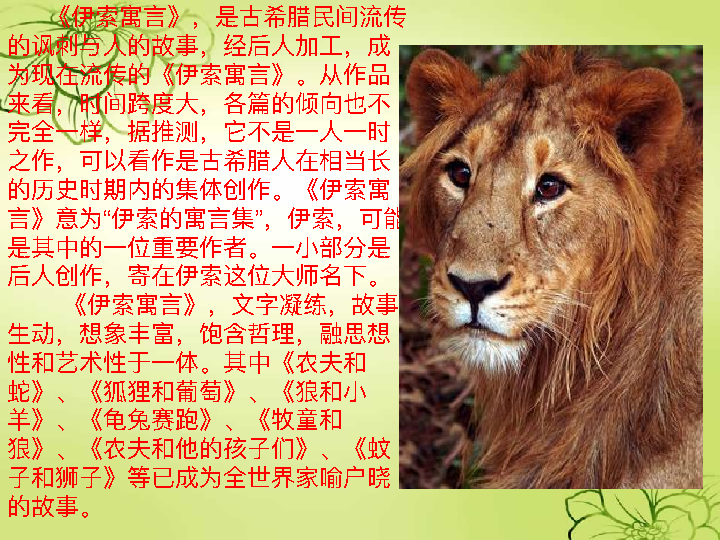 《伊索寓言》，是古希腊民间流传
的讽刺与人的故事，经后人加工，成
为现在流传的《伊索寓言》。从作品
来看，时间跨度大，各篇的倾向也不
完全一样，据推测，它不是一人一时
之作，可以看作是古希腊人在相当长
的历史时期内的集体创作。《伊索寓
言》意为“伊索的寓言集”，伊索，可能
是其中的一位重要作者。一小部分是
后人创作，寄在伊索这位大师名下。
《伊索寓言》，文字凝练，故事
生动，想象丰富，饱含哲理，融思想
性和艺术性于一体。其中《农夫和
蛇》、《狐狸和葡萄》、《狼和小
羊》、《龟兔赛跑》、《牧童和
狼》、《农夫和他的孩子们》、《蚊
子和狮子》等已成为全世界家喻户晓
的故事。